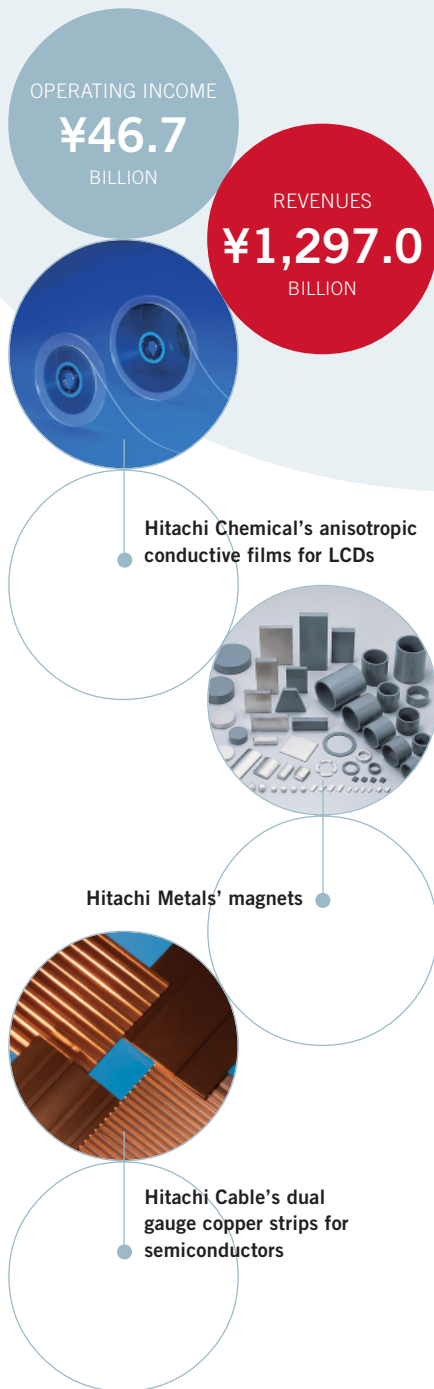 OPERATING INCOME
¥46.7
BILLION
REVENUES
¥1,297.0
BILLION
Hitachi Chemical’s anisotropic
conductive films for LCDs
Hitachi Metals’ magnets
Hitachi Cable’s dual
gauge copper strips for
semiconductors